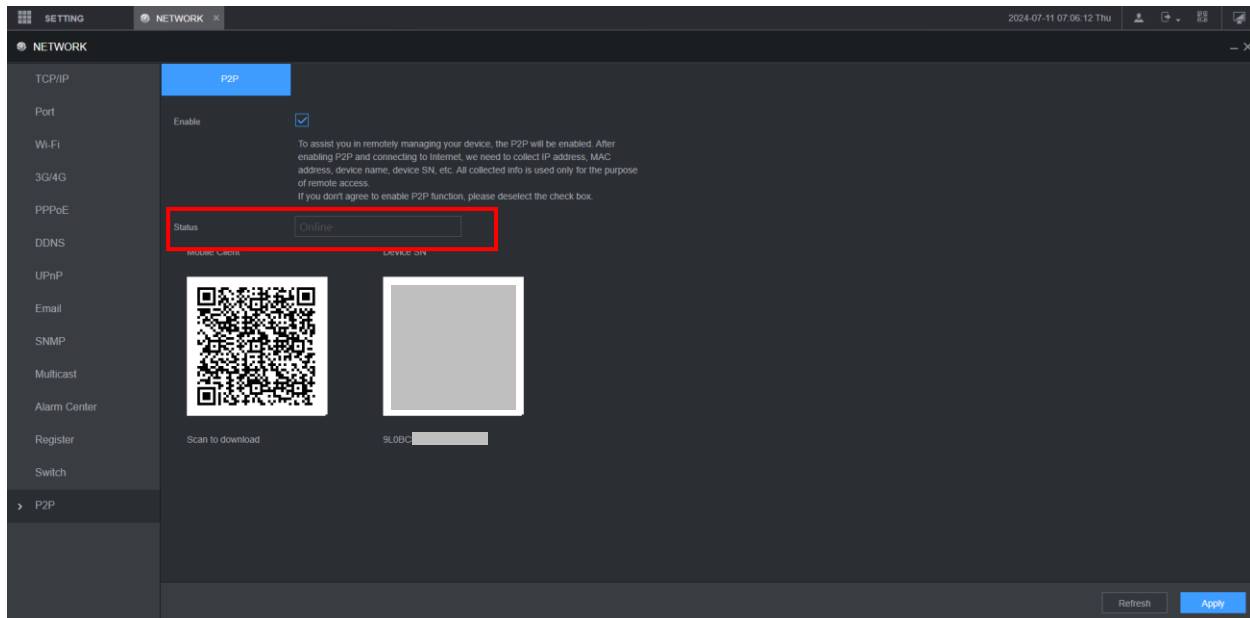 SETTING
NETWORK ×
2024-07-11 07:06:12 Thu
NETWORK
TCP/IP
Port
Wi-Fi
3G/4G
PPPoE
DDNS
UPnP
Email
SNMP
Multicast
Alarm Center
Register
Switch
P2P
P2P
Enable
To assist you in remotely managing your device, the P2P will be enabled. After
enabling P2P and connecting to Internet, we need to collect IP address, MAC
address, device name, device SN, etc. All collected info is used only for the purpose
of remote access.
If you don't agree to enable P2P function, please deselect the check box.
Status Online
Mobile Client Device SN
Scan to download 9L0BC
Refresh Apply